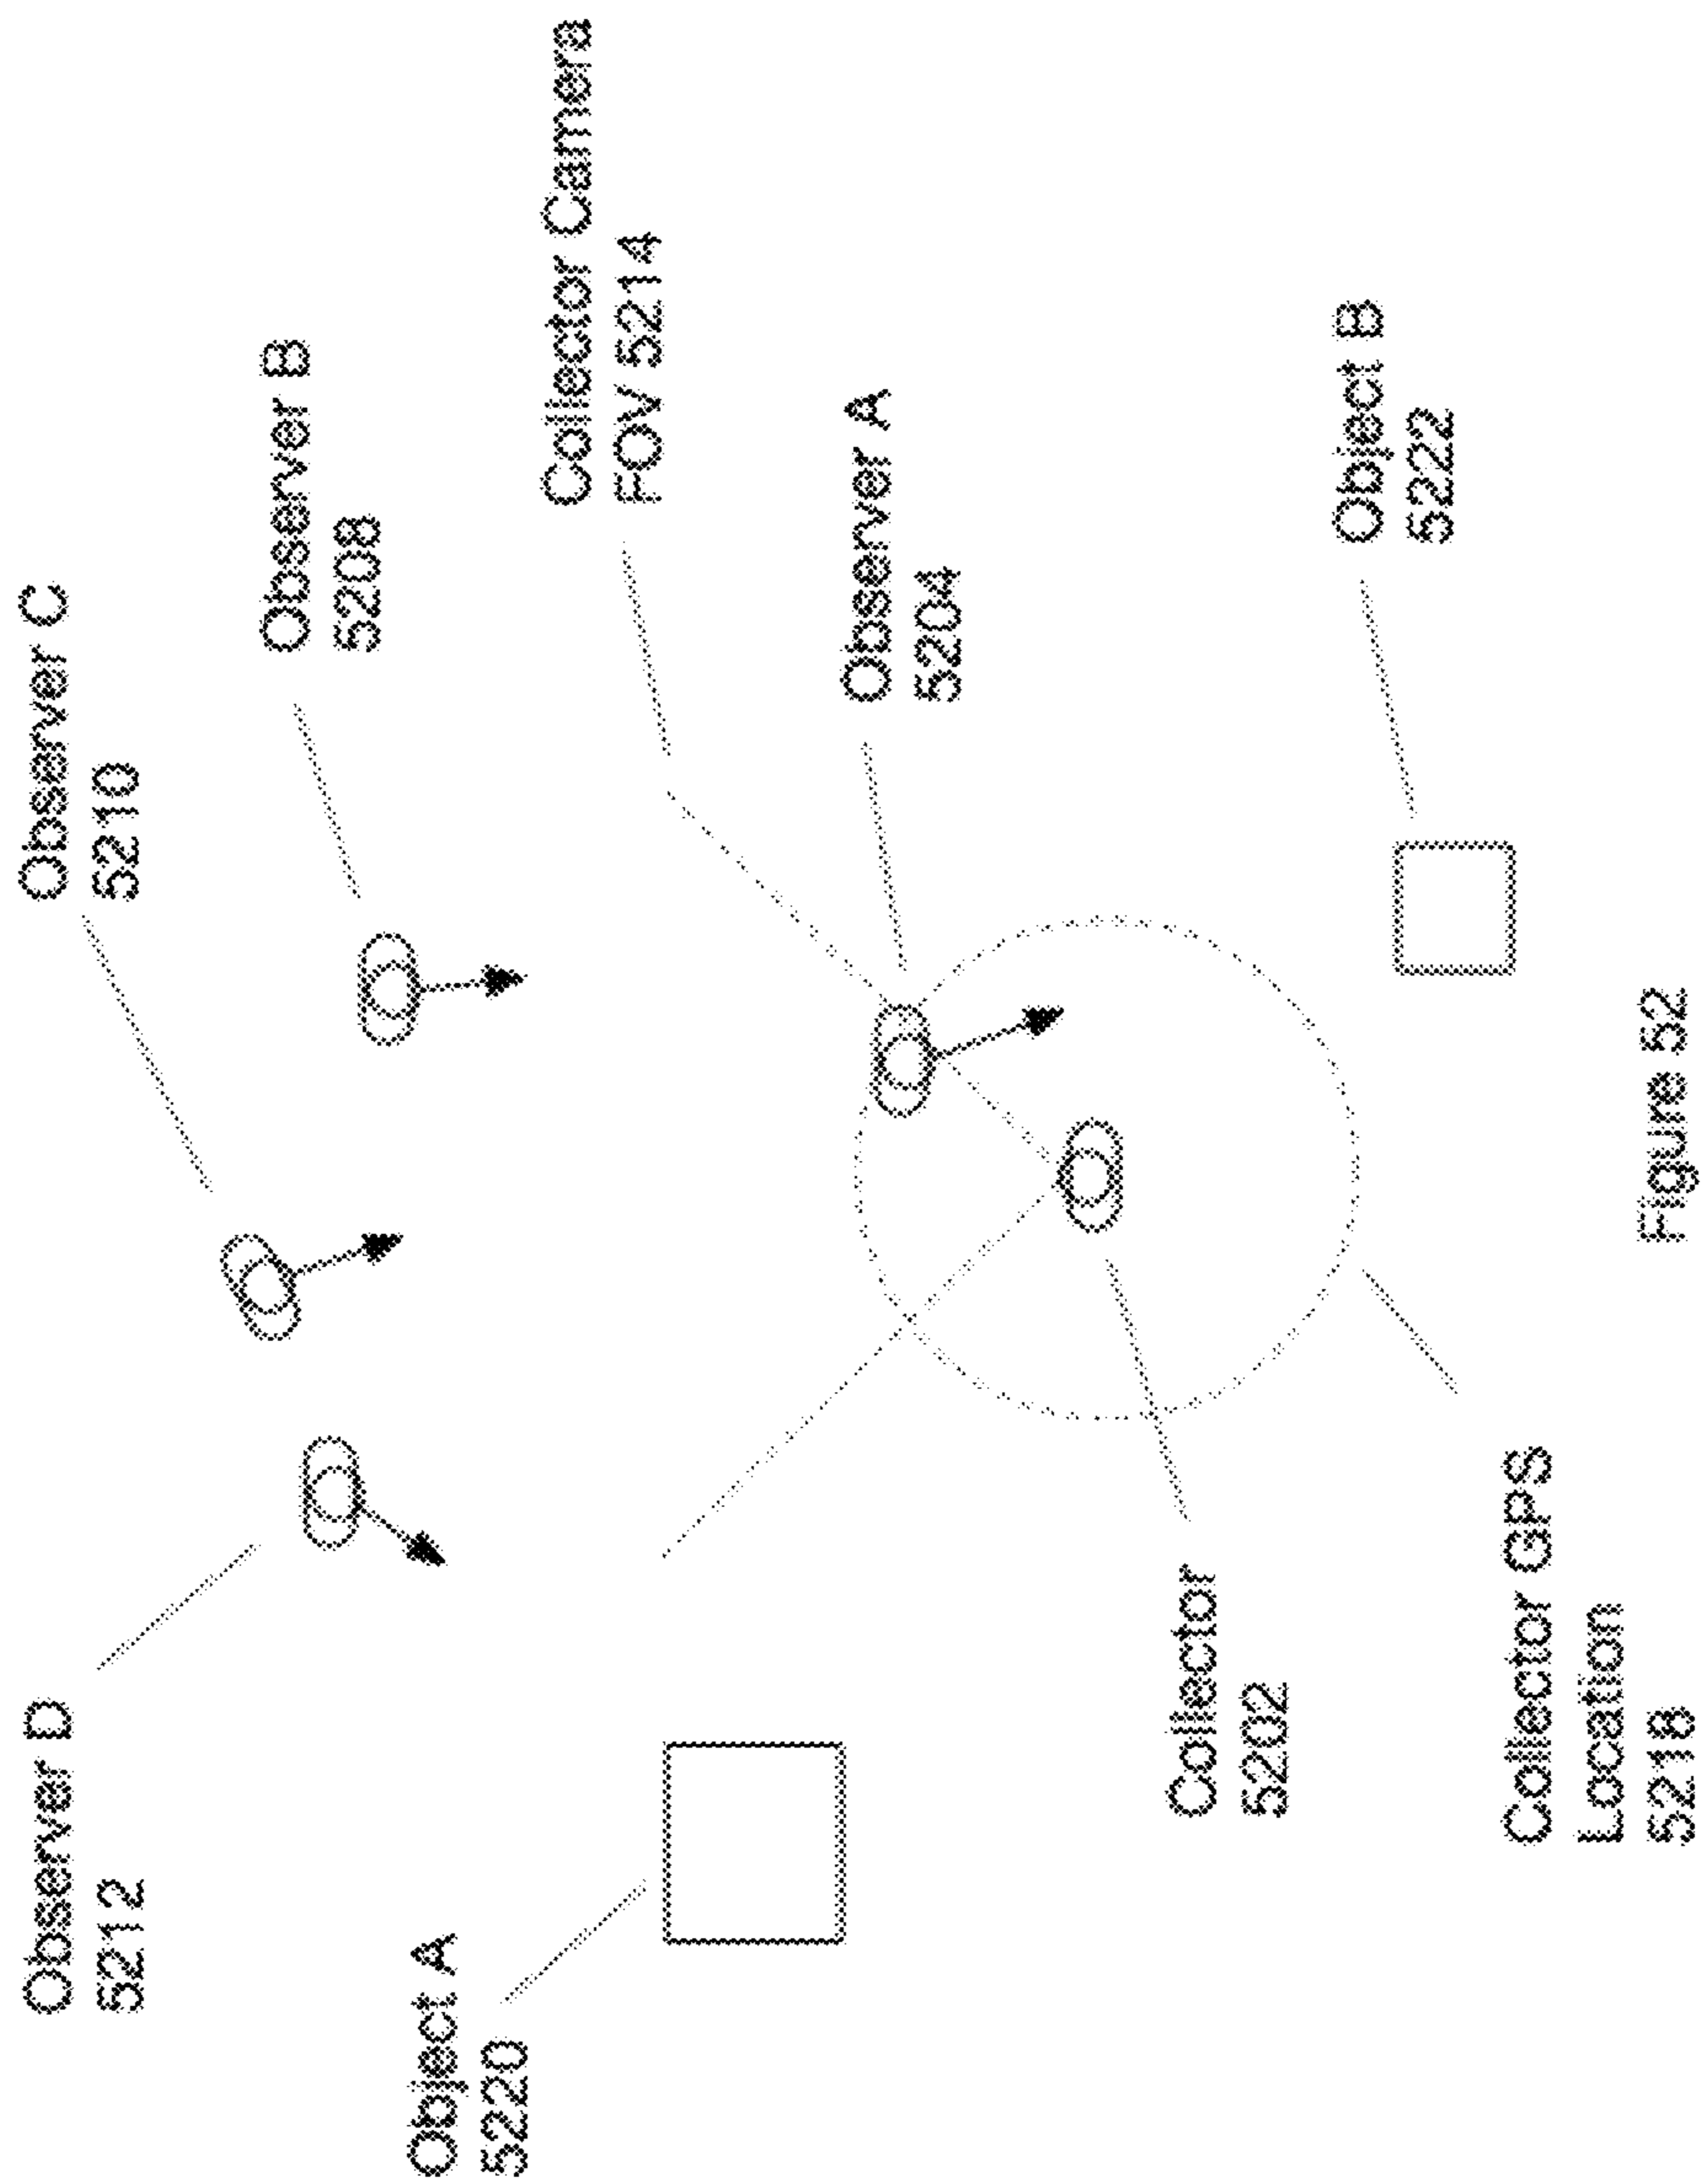 Observer D
5212
Observer C
5210
Observer B
5208
Object A
5220
Collector Camera
FOV 5214
Observer A
5204
Collector
5202
Object B
5222
Collector GPS
Location
5218
Figure 52